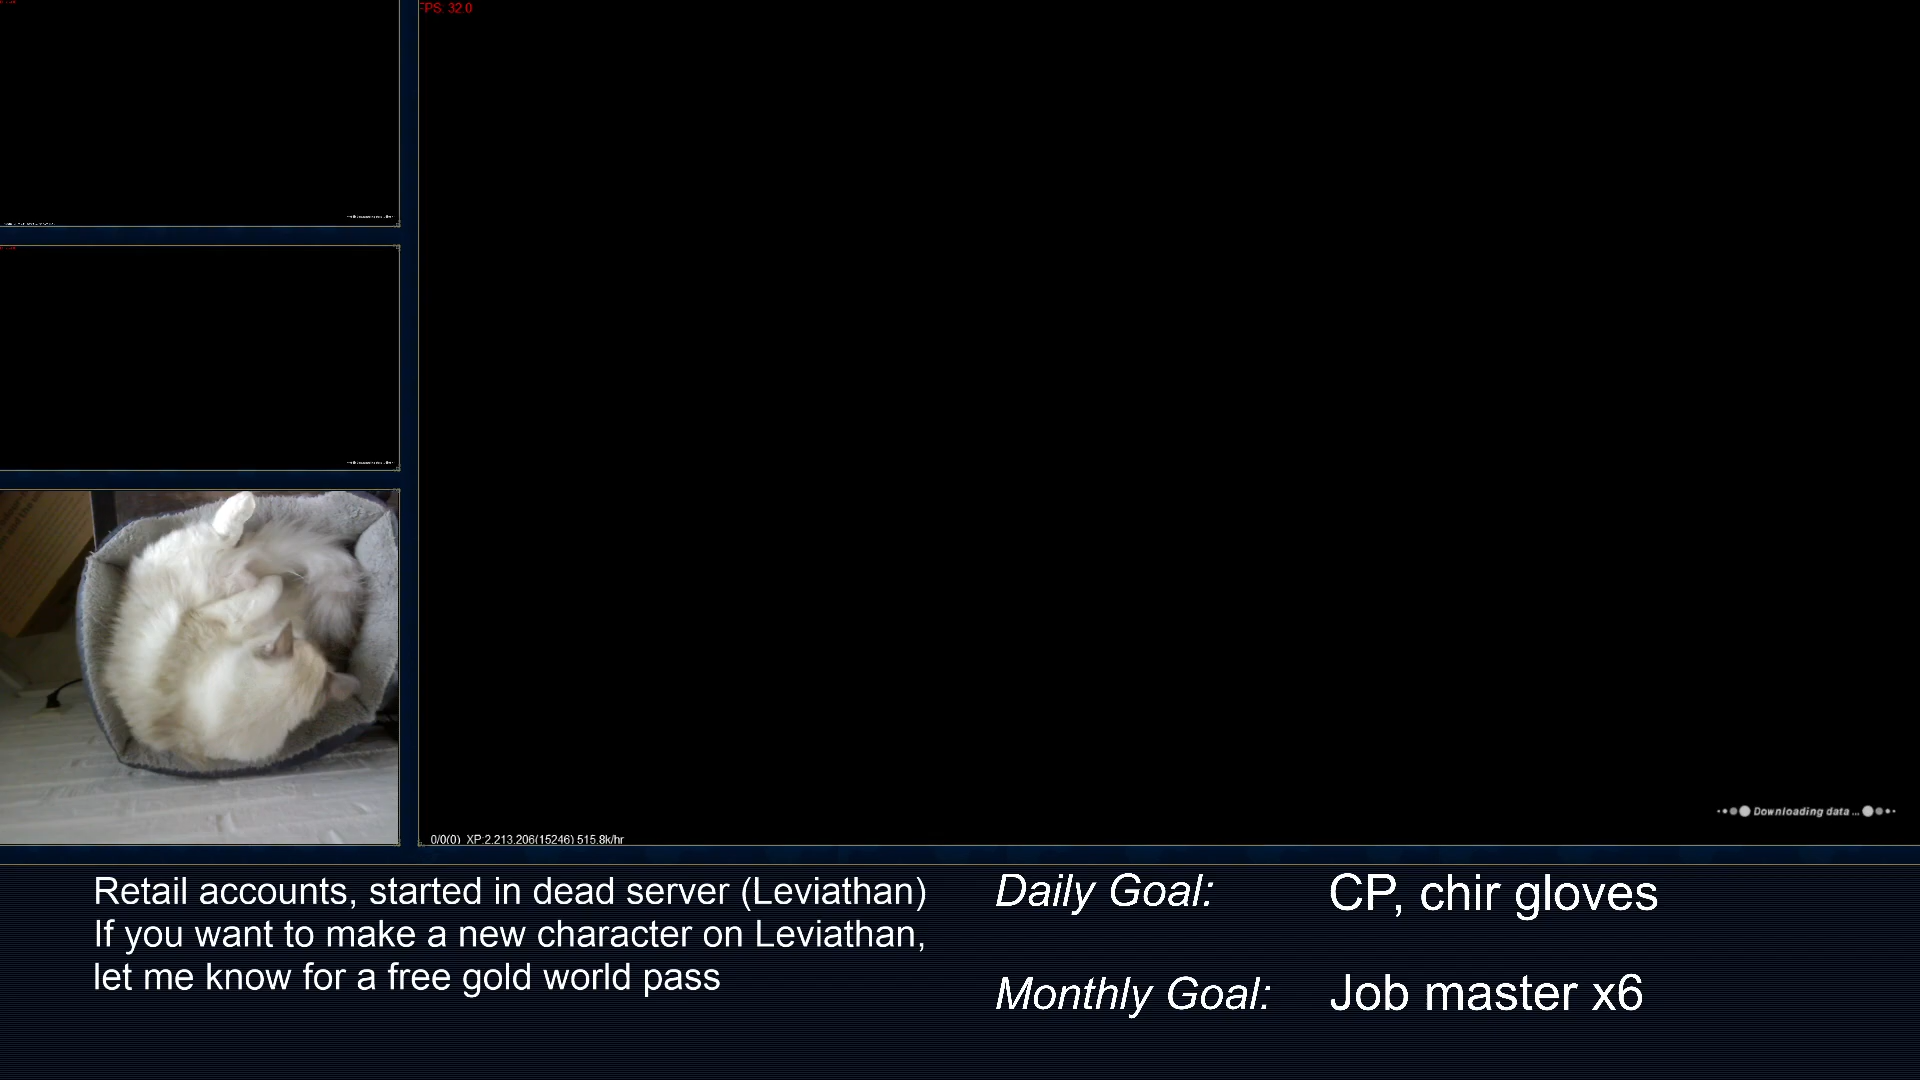 FPS: 32.0
Downloading data ...
0/0(0) XP:2,213,206(15246) 515.8k/hr
Retail accounts, started in dead server (Leviathan)
If you want to make a new character on Leviathan,
let me know for a free gold world pass
Daily Goal: CP, chir gloves
Monthly Goal: Job master x6